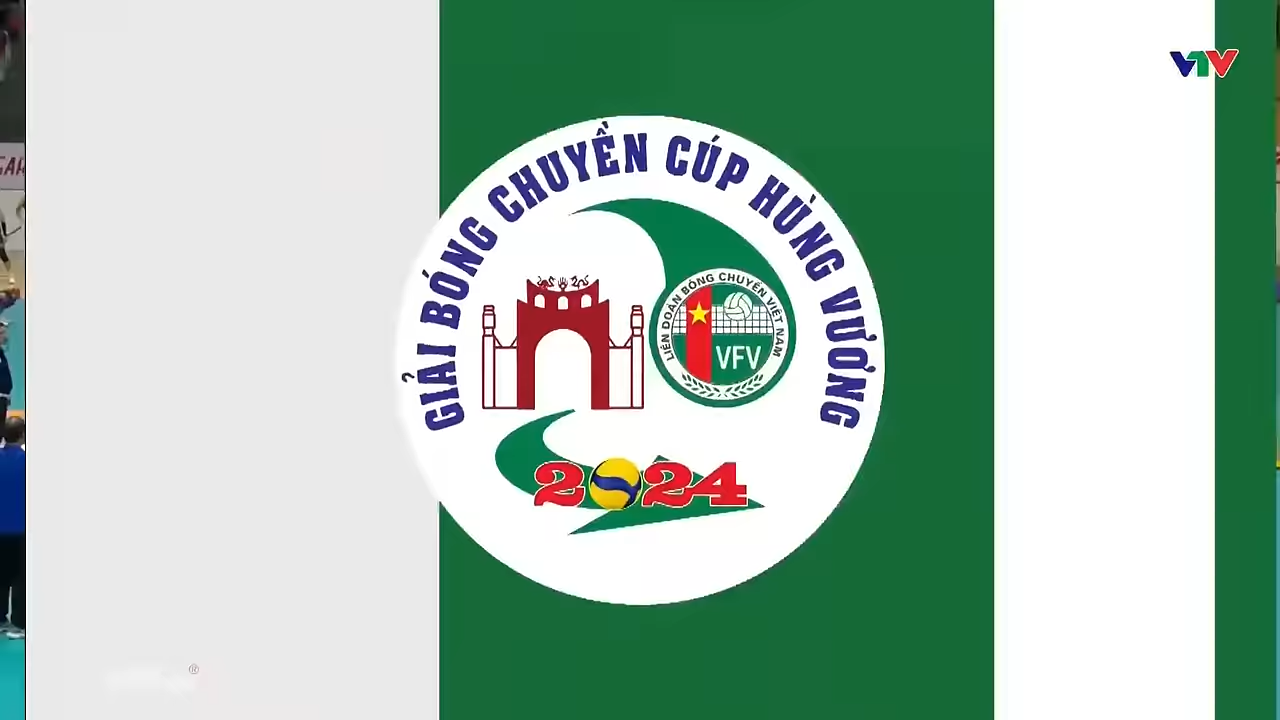 VTV
GIẢI BÓNG CHUYỀN CÚP HÙNG VƯƠNG
LIÊN ĐOÀN BÓNG CHUYỀN VIỆT NAM
VFV
2024
®